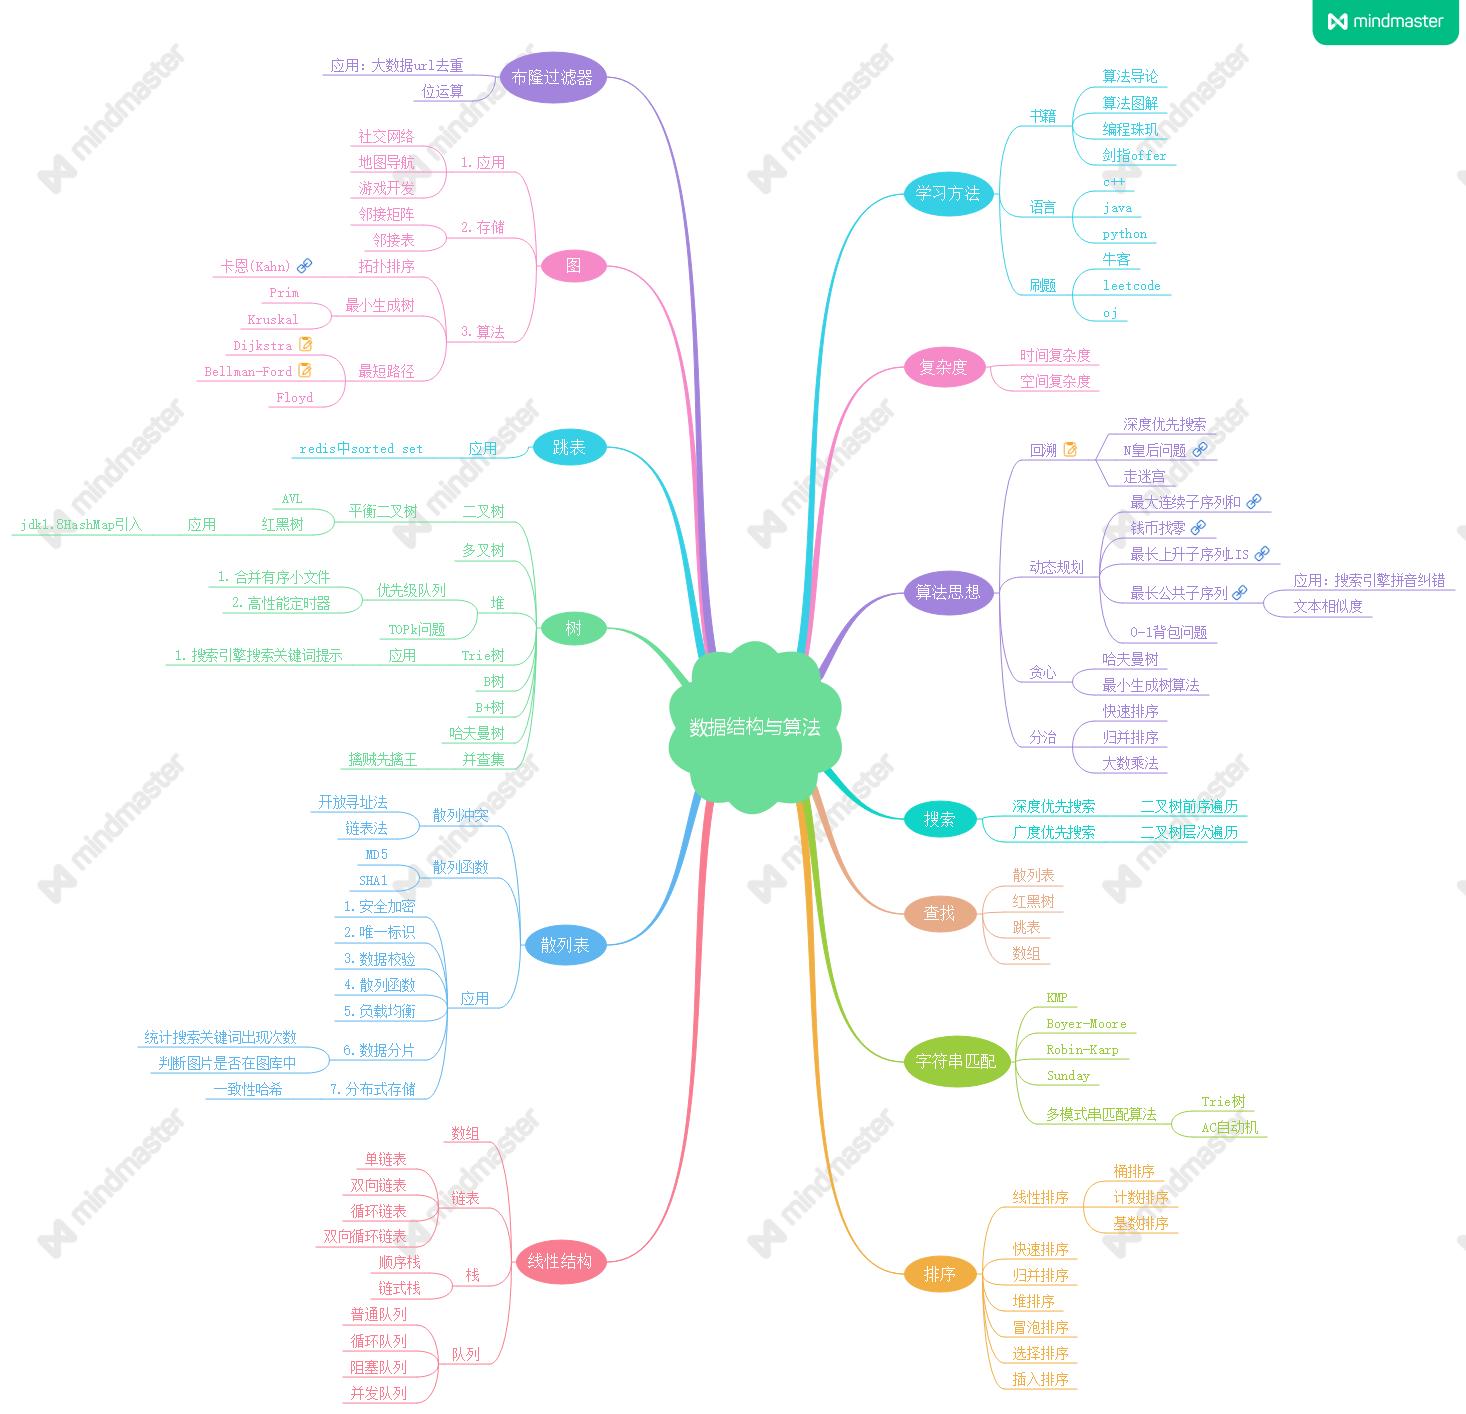 mindmaster
数据结构与算法
学习方法
书籍
算法导论
算法图解
编程珠玑
剑指offer
语言
c++
java
python
刷题
牛客
leetcode
oj
复杂度
时间复杂度
空间复杂度
算法思想
回溯
深度优先搜索
N皇后问题
走迷宫
动态规划
最大连续子序列和
钱币找零
最长上升子序列LIS
最长公共子序列
应用：搜索引擎拼音纠错
文本相似度
0-1背包问题
贪心
哈夫曼树
最小生成树算法
分治
快速排序
归并排序
大数乘法
搜索
深度优先搜索
二叉树前序遍历
广度优先搜索
二叉树层次遍历
查找
散列表
红黑树
跳表
数组
字符串匹配
KMP
Boyer-Moore
Robin-Karp
Sunday
多模式串匹配算法
Trie树
AC自动机
排序
线性排序
桶排序
计数排序
基数排序
快速排序
归并排序
堆排序
冒泡排序
选择排序
插入排序
布隆过滤器
应用：大数据url去重
位运算
图
1.应用
社交网络
地图导航
游戏开发
2.存储
邻接矩阵
邻接表
3.算法
拓扑排序
卡恩(Kahn)
最小生成树
Prim
Kruskal
最短路径
Dijkstra
Bellman-Ford
Floyd
跳表
应用
redis中sorted set
树
二叉树
平衡二叉树
AVL
红黑树
应用
jdk1.8HashMap引入
多叉树
堆
优先级队列
1.合并有序小文件
2.高性能定时器
TOPk问题
Trie树
应用
1.搜索引擎搜索关键词提示
B树
B+树
哈夫曼树
并查集
擒贼先擒王
散列表
散列冲突
开放寻址法
链表法
散列函数
MD5
SHA1
应用
1.安全加密
2.唯一标识
3.数据校验
4.散列函数
5.负载均衡
6.数据分片
统计搜索关键词出现次数
判断图片是否在图库中
7.分布式存储
一致性哈希
线性结构
数组
链表
单链表
双向链表
循环链表
双向循环链表
栈
顺序栈
链式栈
队列
普通队列
循环队列
阻塞队列
并发队列